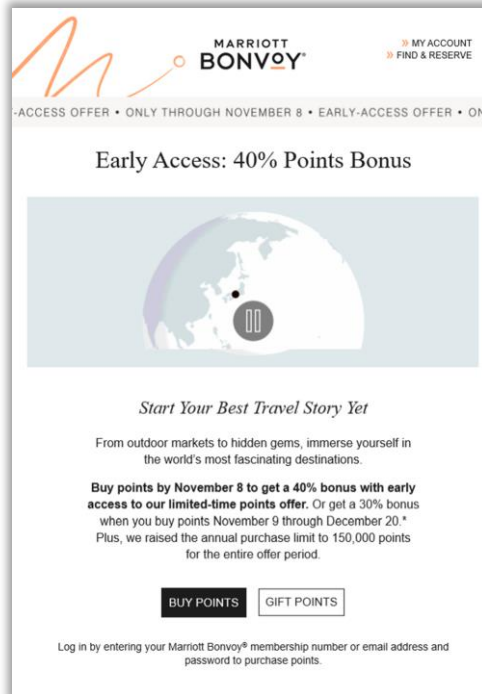 MARRIOTT
BONVOY®
» MY ACCOUNT
» FIND & RESERVE
-ACCESS OFFER • ONLY THROUGH NOVEMBER 8 • EARLY-ACCESS OFFER • ON
Early Access: 40% Points Bonus
Start Your Best Travel Story Yet
From outdoor markets to hidden gems, immerse yourself in
the world's most fascinating destinations.
Buy points by November 8 to get a 40% bonus with early
access to our limited-time points offer. Or get a 30% bonus
when you buy points November 9 through December 20.*
Plus, we raised the annual purchase limit to 150,000 points
for the entire offer period.
BUY POINTS
GIFT POINTS
Log in by entering your Marriott Bonvoy® membership number or email address and
password to purchase points.